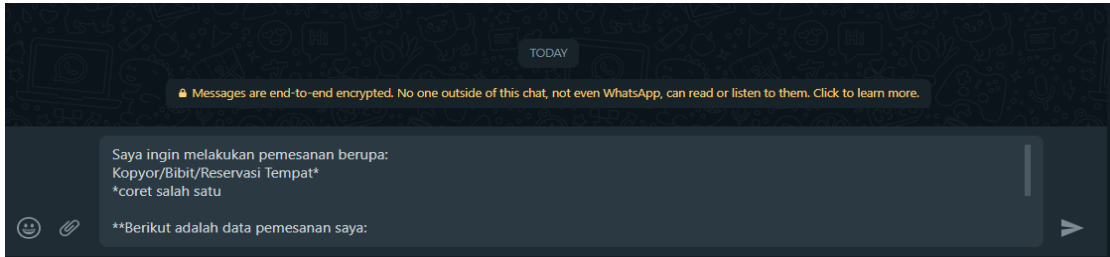 TODAY
Messages are end-to-end encrypted. No one outside of this chat, not even WhatsApp, can read or listen to them. Click to learn more.
Saya ingin melakukan pemesanan berupa:
Kopyor/Bibit/Reservasi Tempat*
*coret salah satu
**Berikut adalah data pemesanan saya: